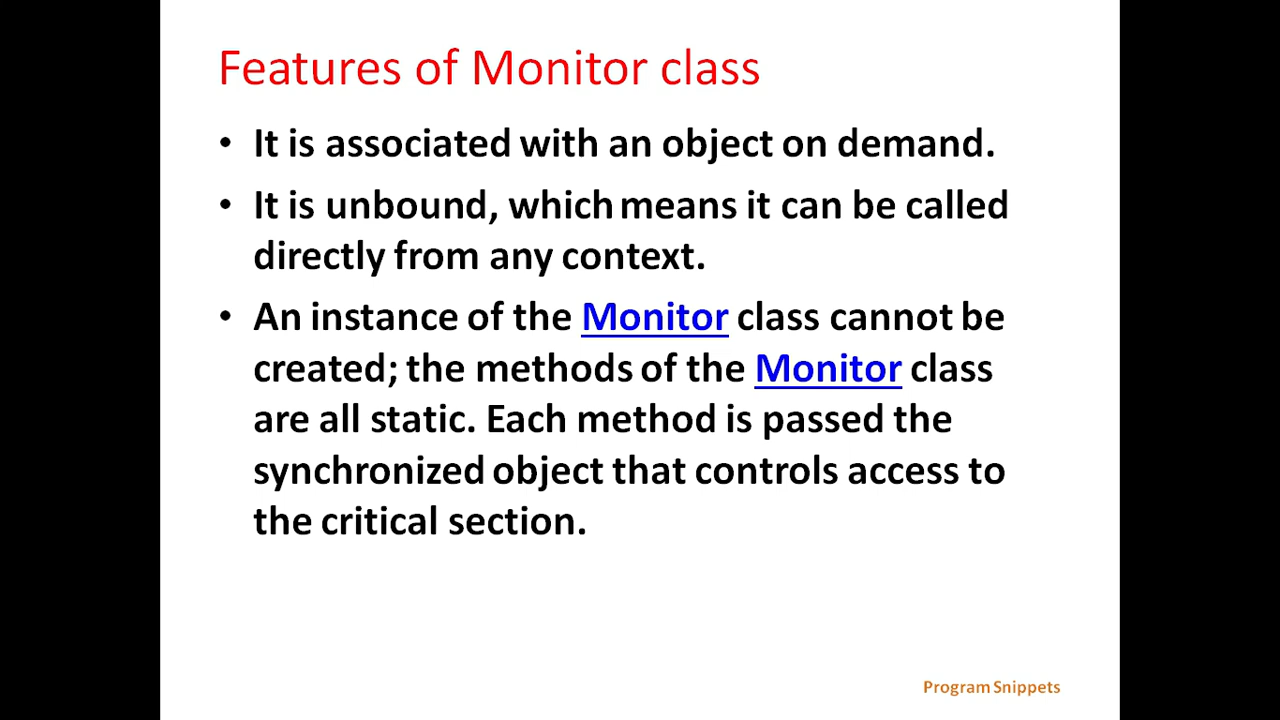 Features of Monitor class
• It is associated with an object on demand.
• It is unbound, which means it can be called
directly from any context.
• An instance of the Monitor class cannot be
created; the methods of the Monitor class
are all static. Each method is passed the
synchronized object that controls access to
the critical section.
Program Snippets